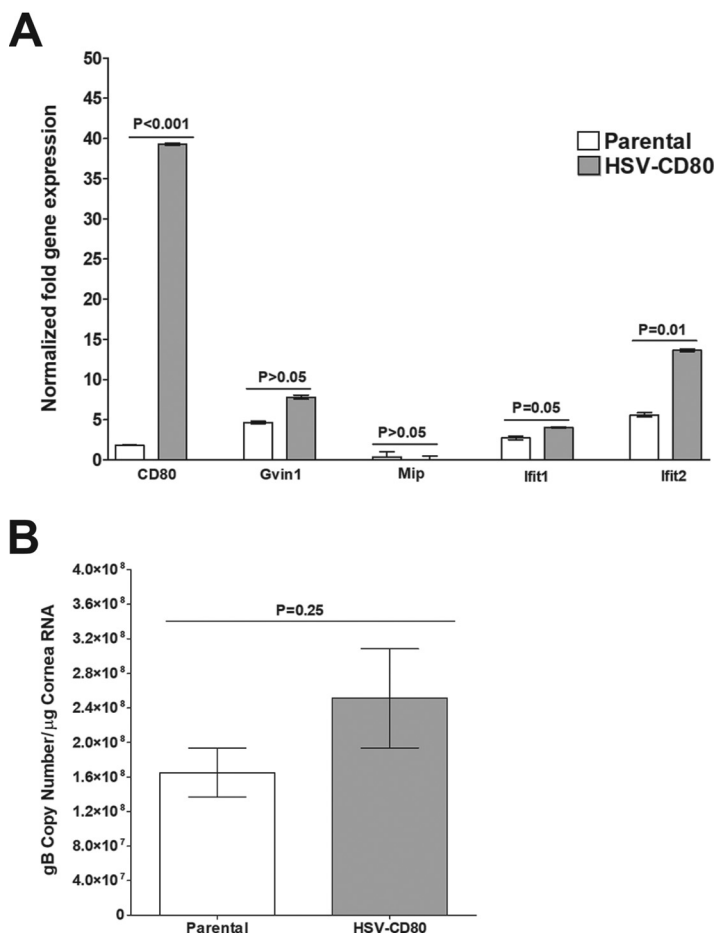 A
Normalized fold gene expression
50
45
40
35
30
25
20
15
10
5
0
P<0.001
P>0.05
P>0.05
P=0.05
P=0.01
Parental
HSV-CD80
CD80
Gvin1
Mip
Ifit1
Ifit2
B
gB Copy Number/µg Cornea RNA
4.0×10⁸
3.6×10⁸
3.2×10⁸
2.8×10⁸
2.4×10⁸
2.0×10⁸
1.6×10⁸
1.2×10⁸
8.0×10⁷
4.0×10⁷
0
P=0.25
Parental
HSV-CD80